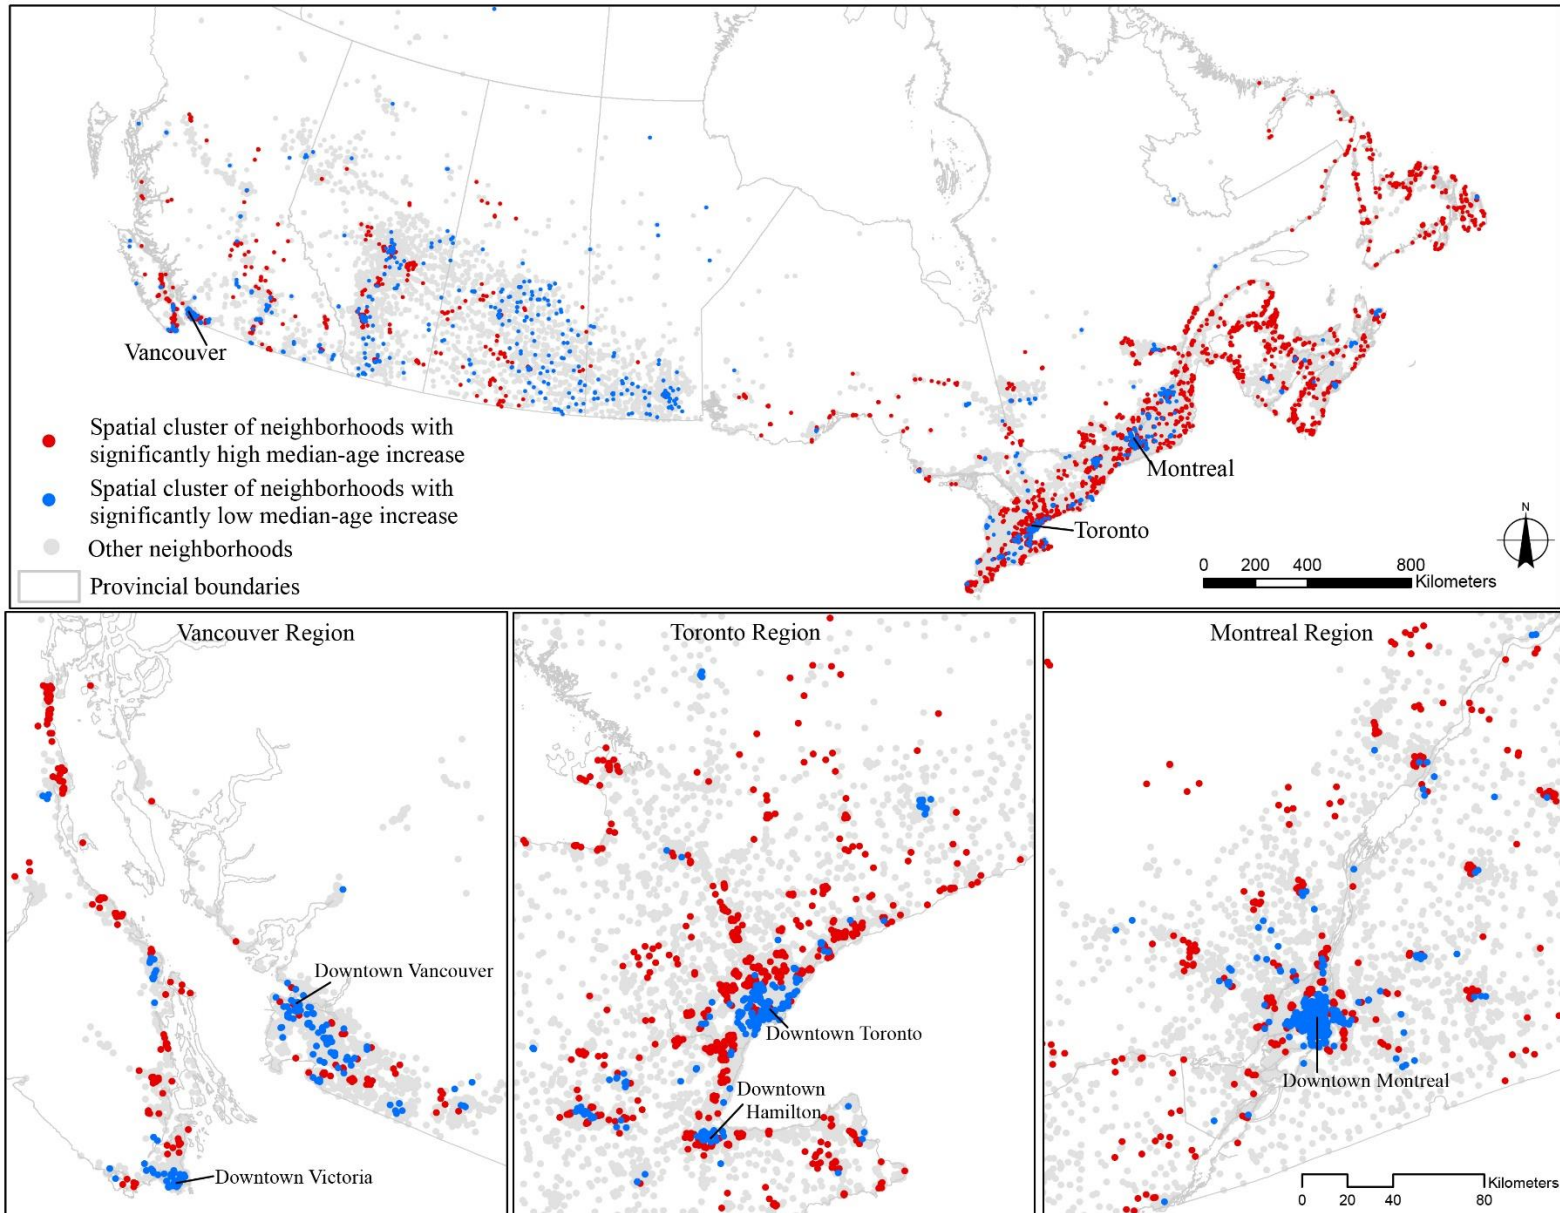 Vancouver
Spatial cluster of neighborhoods with
significantly high median-age increase
Spatial cluster of neighborhoods with
significantly low median-age increase
Other neighborhoods
Provincial boundaries
Montreal
Toronto
N
0 200 400 800
Kilometers
Vancouver Region
Downtown Vancouver
Downtown Victoria
Toronto Region
Downtown Toronto
Downtown
Hamilton
Montreal Region
Downtown Montreal
Kilometers
0 20 40 80